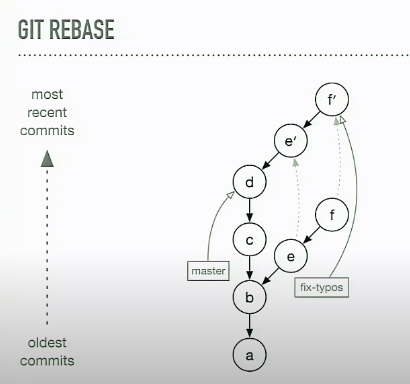 GIT REBASE
most
recent
commits
f'
e'
d
f
c
e
master
fix-typos
b
oldest
commits
a